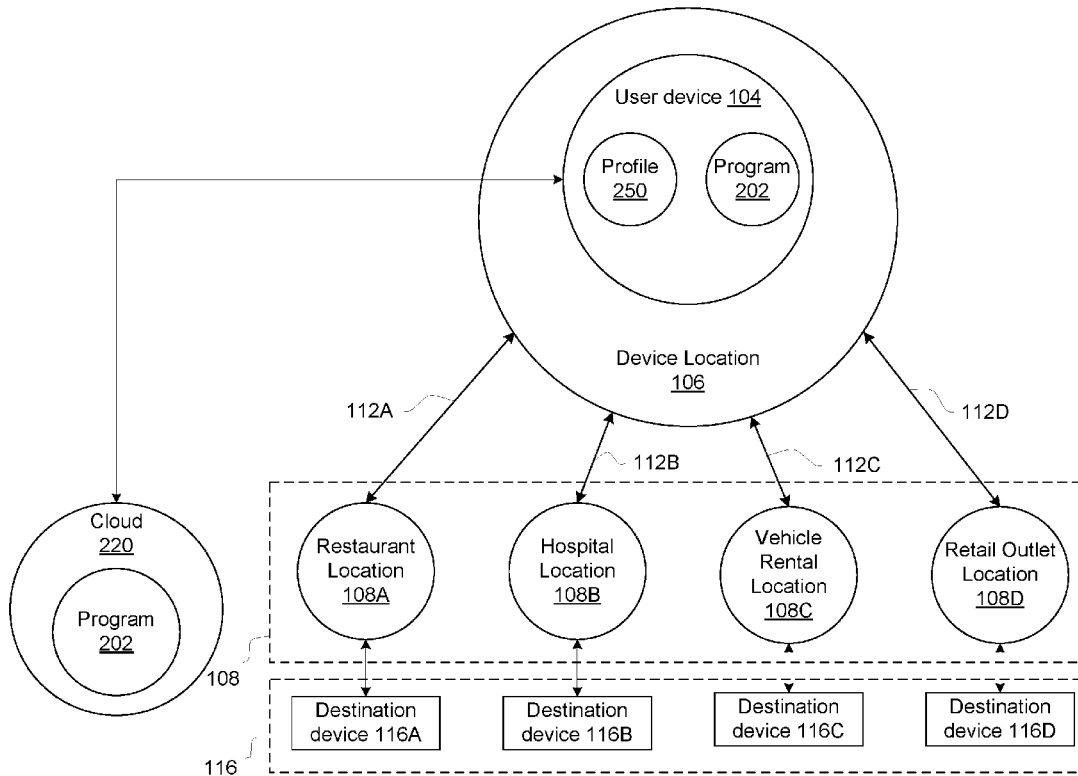 User device 104
Profile
250
Program
202
Device Location
106
112A
112B
112C
112D
Cloud
220
Program
202
Restaurant
Location
108A
Hospital
Location
108B
Vehicle
Rental
Location
108C
Retail Outlet
Location
108D
108
Destination
device 116A
Destination
device 116B
Destination
device 116C
Destination
device 116D
116